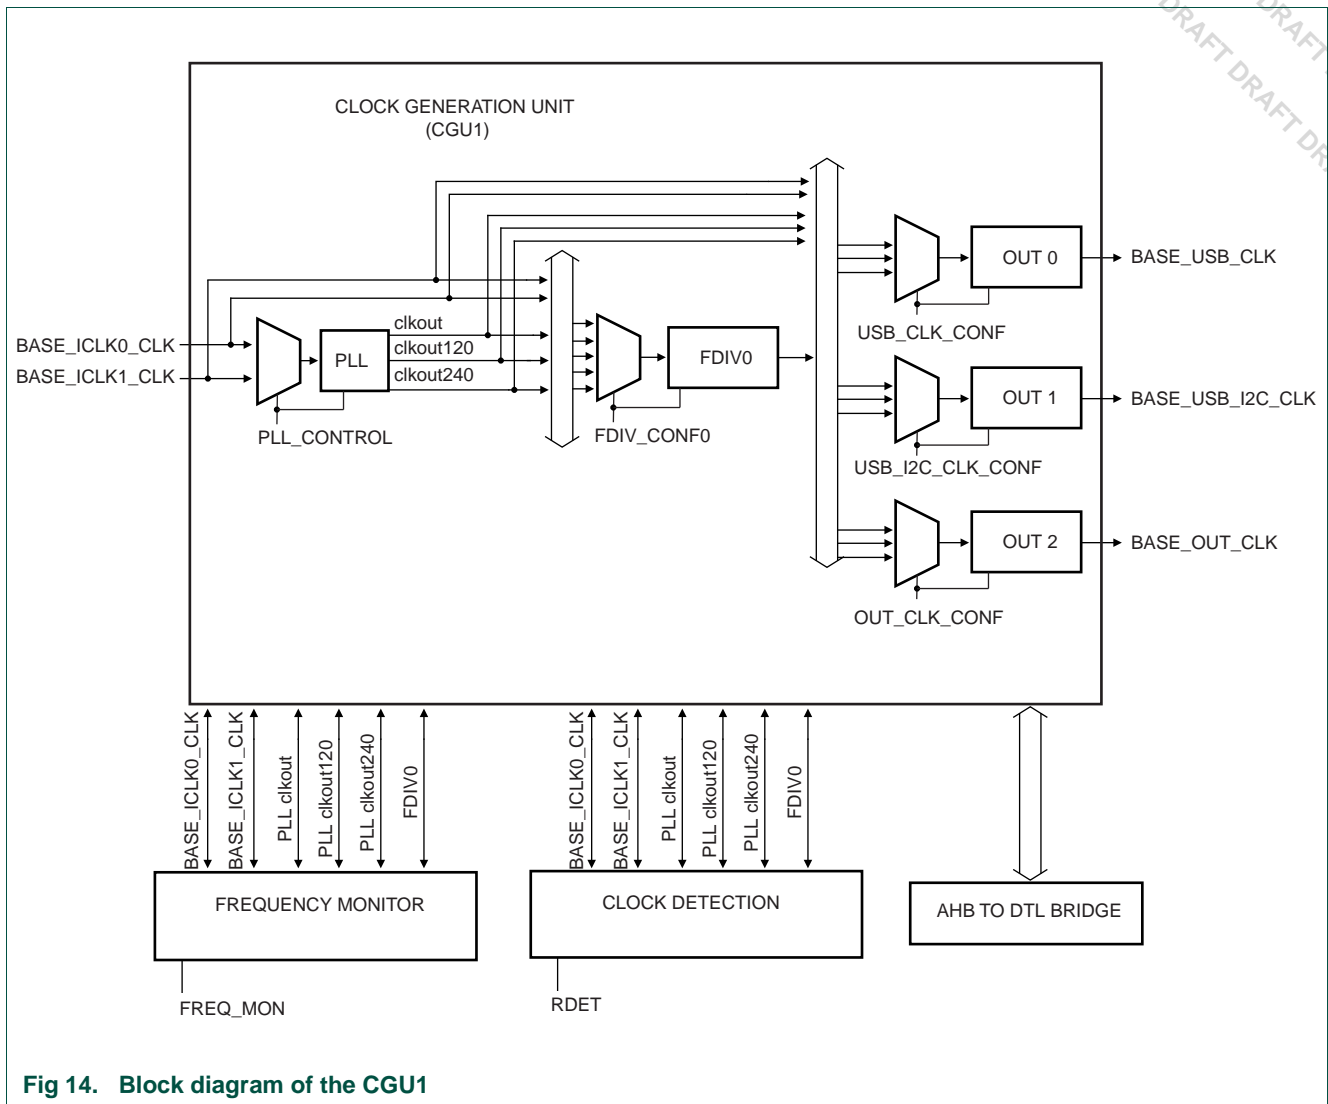 DRAFT DRAFT DR
DRAFT
CLOCK GENERATION UNIT
(CGU1)
OUT 0
BASE_USB_CLK
USB_CLK_CONF
BASE_ICLK0_CLK
BASE_ICLK1_CLK
PLL
clkout
clkout120
clkout240
PLL_CONTROL
FDIV0
FDIV_CONF0
OUT 1
BASE_USB_I2C_CLK
USB_I2C_CLK_CONF
OUT 2
BASE_OUT_CLK
OUT_CLK_CONF
BASE_ICLK0_CLK
BASE_ICLK1_CLK
PLL clkout
PLL clkout120
PLL clkout240
FDIV0
BASE_ICLK0_CLK
BASE_ICLK1_CLK
PLL clkout
PLL clkout120
PLL clkout240
FDIV0
FREQUENCY MONITOR
CLOCK DETECTION
AHB TO DTL BRIDGE
FREQ_MON
RDET
Fig 14. Block diagram of the CGU1